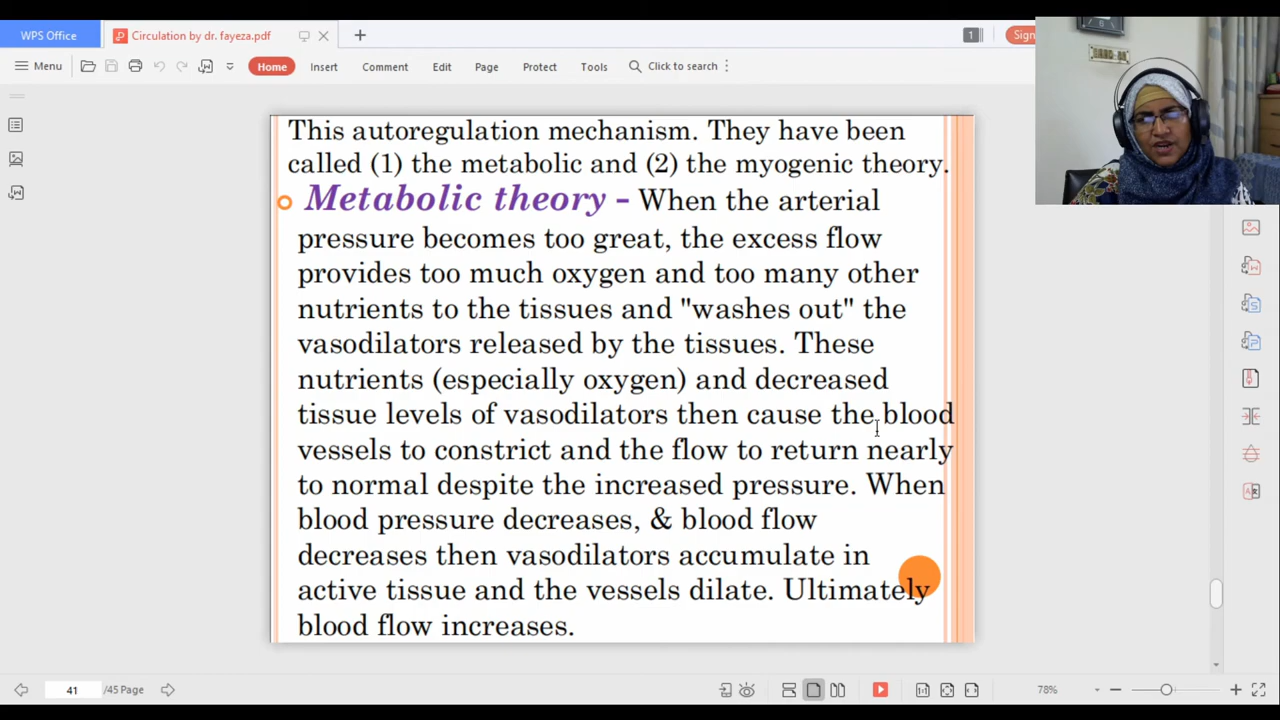 WPS Office
Circulation by dr. fayeza.pdf
1
Sign
Menu
Home
Insert
Comment
Edit
Page
Protect
Tools
Click to search
This autoregulation mechanism. They have been
called (1) the metabolic and (2) the myogenic theory.
Metabolic theory - When the arterial
pressure becomes too great, the excess flow
provides too much oxygen and too many other
nutrients to the tissues and "washes out" the
vasodilators released by the tissues. These
nutrients (especially oxygen) and decreased
tissue levels of vasodilators then cause the blood
vessels to constrict and the flow to return nearly
to normal despite the increased pressure. When
blood pressure decreases, & blood flow
decreases then vasodilators accumulate in
active tissue and the vessels dilate. Ultimately
blood flow increases.
41
/45 Page
78%